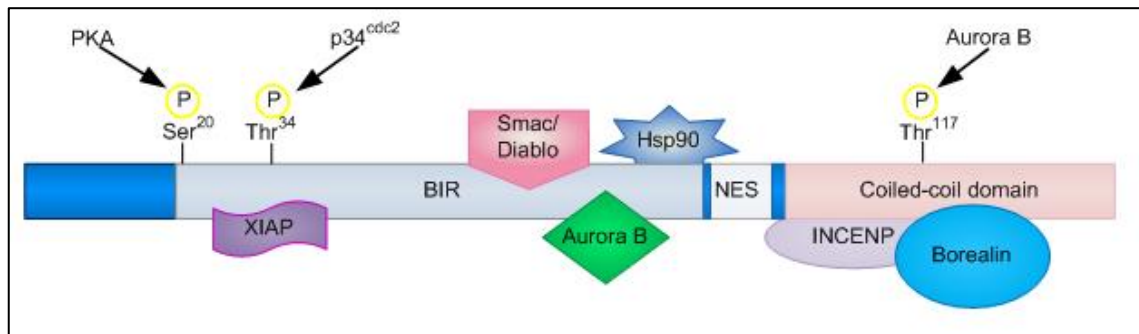 PKA
p34cdc2
Aurora B
P
P
P
Ser20
Thr34
Thr117
Smac/
Diablo
Hsp90
BIR
NES
Coiled-coil domain
XIAP
Aurora B
INCENP
Borealin